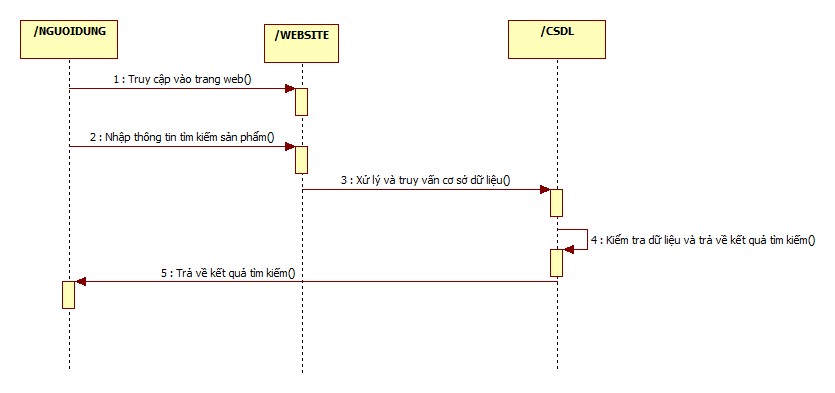 /NGUOIDUNG
/WEBSITE
/CSDL
1 : Truy cập vào trang web()
2 : Nhập thông tin tìm kiếm sản phẩm()
3 : Xử lý và truy vấn cơ sở dữ liệu()
4 : Kiểm tra dữ liệu và trả về kết quả tìm kiếm()
5 : Trả về kết quả tìm kiếm()